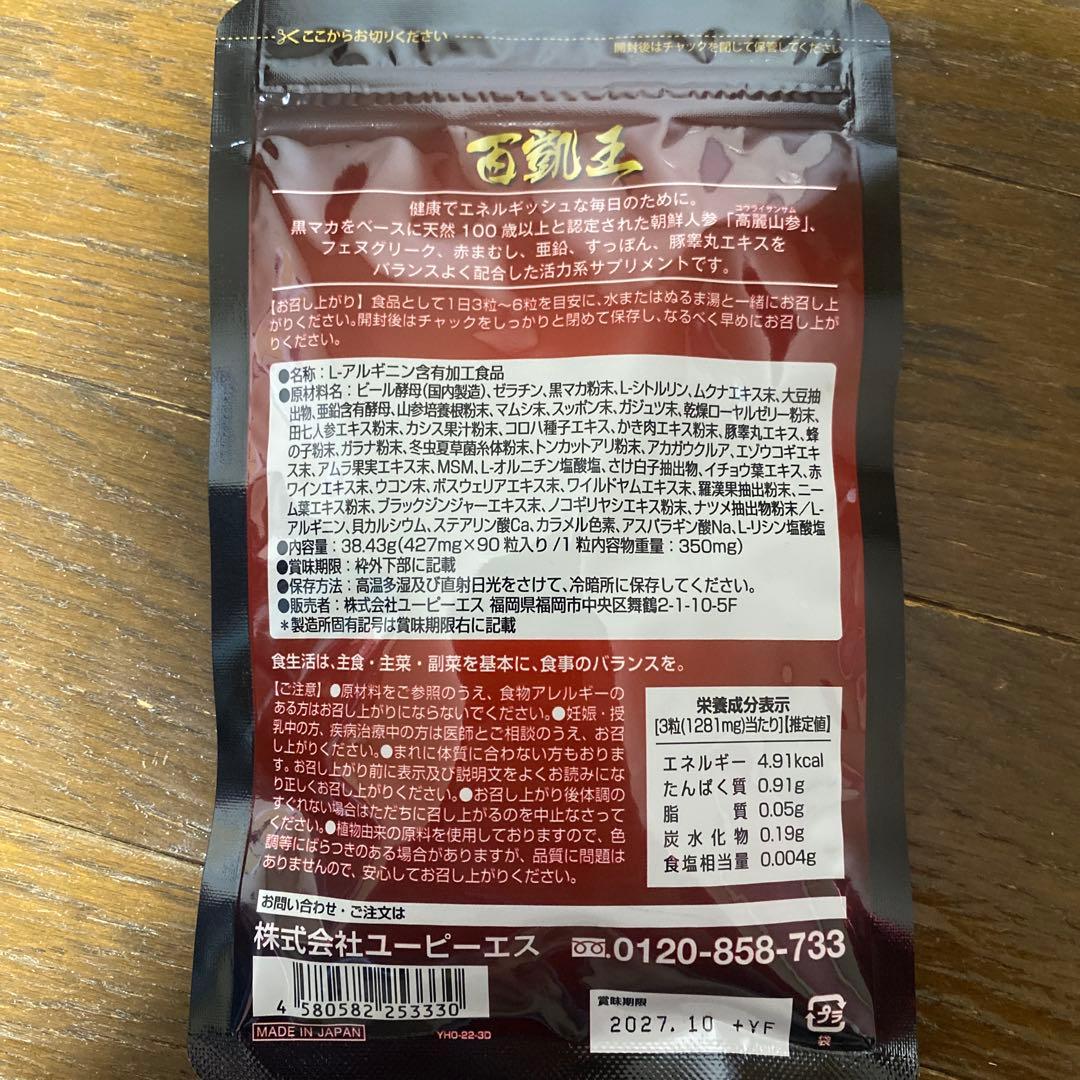 ここからお切りください
開封後はチャックを閉じて保管してください
百凱王
健康でエネルギッシュな毎日のために。
コウライサンサム
黒マカをベースに天然100歳以上と認定された朝鮮人参「高麗山参」、
フェヌグリーク、赤まむし、亜鉛、すっぽん、豚睾丸エキスを
バランスよく配合した活力系サプリメントです。
【お召し上がり】食品として1日3粒〜6粒を目安に、水またはぬるま湯と一緒にお召し上
がりください。開封後はチャックをしっかりと閉めて保存し、なるべく早めにお召し上が
りください。
●名称：L-アルギニン含有加工食品
●原材料名：ビール酵母(国内製造)、ゼラチン、黒マカ粉末、L-シトルリン、ムクナエキス末、大豆抽
出物、亜鉛含有酵母、山参培養根粉末、マムシ末、スッポン末、ガジュツ末、乾燥ローヤルゼリー粉末、
田七人参エキス粉末、カシス果汁粉末、コロハ種子エキス、かき肉エキス粉末、豚睾丸エキス、蜂
の子粉末、ガラナ粉末、冬虫夏草菌糸体粉末、トンカットアリ粉末、アカガウクルア、エゾウコギエキ
ス末、アムラ果実エキス末、MSM、L-オルニチン塩酸塩、さけ白子抽出物、イチョウ葉エキス、赤
ワインエキス末、ウコン末、ボスウェリアエキス末、ワイルドヤムエキス末、羅漢果抽出粉末、ニー
ム葉エキス粉末、ブラックジンジャーエキス末、ノコギリヤシエキス粉末、ナツメ抽出物粉末／L-
アルギニン、貝カルシウム、ステアリン酸Ca、カラメル色素、アスパラギン酸Na、L-リシン塩酸塩
●内容量：38.43g(427mg×90粒入り/1粒内容物重量：350mg)
●賞味期限：枠外下部に記載
●保存方法：高温多湿及び直射日光をさけて、冷暗所に保存してください。
●販売者：株式会社ユーピーエス 福岡県福岡市中央区舞鶴2-1-10-5F
＊製造所固有記号は賞味期限右に記載
食生活は、主食・主菜・副菜を基本に、食事のバランスを。
【ご注意】●原材料をご参照のうえ、食物アレルギーの
ある方はお召し上がりにならないでください。●妊娠・授
乳中の方、疾病治療中の方は医師とご相談のうえ、お召
し上がりください。●まれに体質に合わない方もおりま
す。お召し上がり前に表示及び説明文をよくお読みにな
り正しくお召し上がりください。●お召し上がり後体調の
すぐれない場合はただちに召し上がるのを中止なさって
ください。●植物由来の原料を使用しておりますので、色
調等にばらつきのある場合がありますが、品質に問題は
ありませんので、安心してお召し上がりください。
栄養成分表示
[3粒(1281mg)当たり][推定値]
エネルギー 4.91kcal
たんぱく質 0.91g
脂質 0.05g
炭水化物 0.19g
食塩相当量 0.004g
お問い合わせ・ご注文は
株式会社ユーピーエス 0120-858-733
4 580582 253330
MADE IN JAPAN
YHO-22-3D
賞味期限
2027.10 +YF
プラ
袋